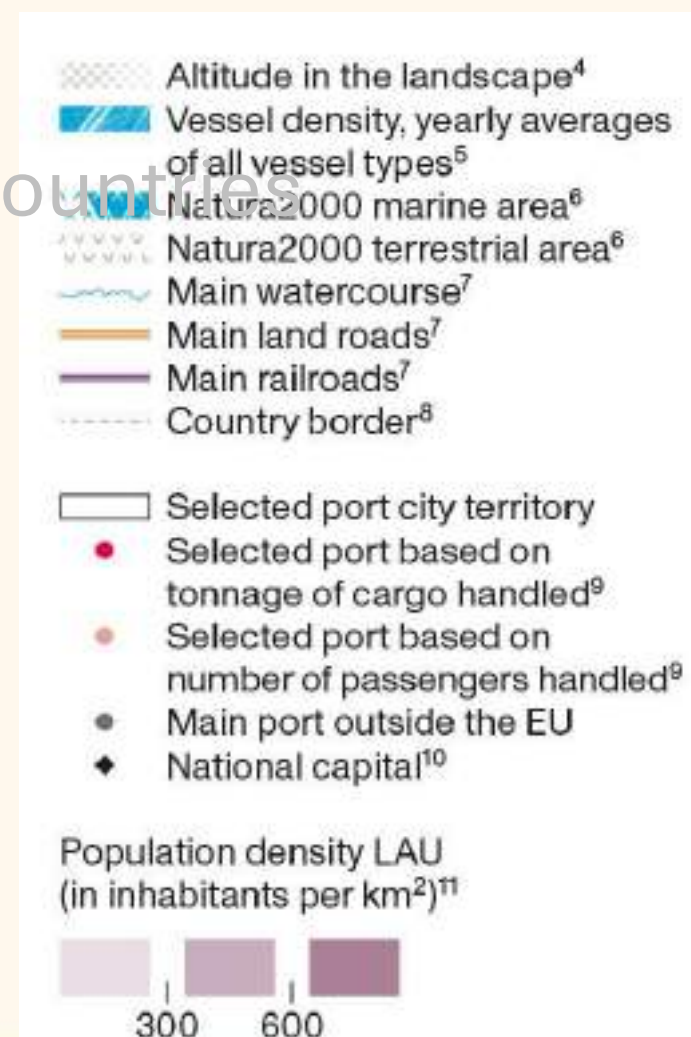 Altitude in the landscape⁴
Vessel density, yearly averages
of all vessel types⁵
ountries
Natura2000 marine area⁶
Natura2000 terrestrial area⁶
Main watercourse⁷
Main land roads⁷
Main railroads⁷
Country border⁸
Selected port city territory
Selected port based on
tonnage of cargo handled⁹
Selected port based on
number of passengers handled⁹
Main port outside the EU
National capital¹⁰
Population density LAU
(in inhabitants per km²)¹¹
300 600